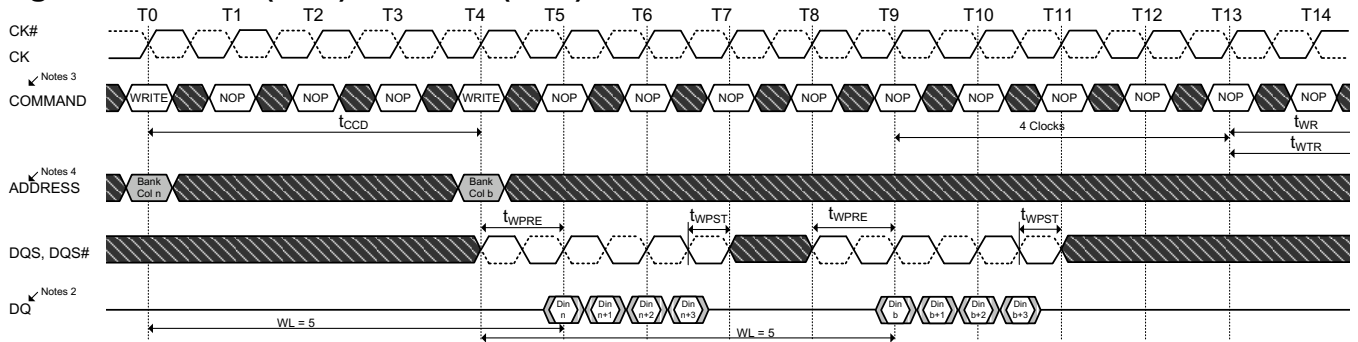 T0 T1 T2 T3 T4 T5 T6 T7 T8 T9 T10 T11 T12 T13 T14
CK#
CK
Notes 3
COMMAND WRITE NOP NOP NOP WRITE NOP NOP NOP NOP NOP NOP NOP NOP NOP NOP
tCCD 4 Clocks tWR
tWTR
Notes 4
ADDRESS Bank Col n Bank Col b
tWPRE tWPST tWPRE tWPST
DQS, DQS#
Notes 2
DQ Din n Din n+1 Din n+2 Din n+3 Din b Din b+1 Din b+2 Din b+3
WL = 5 WL = 5